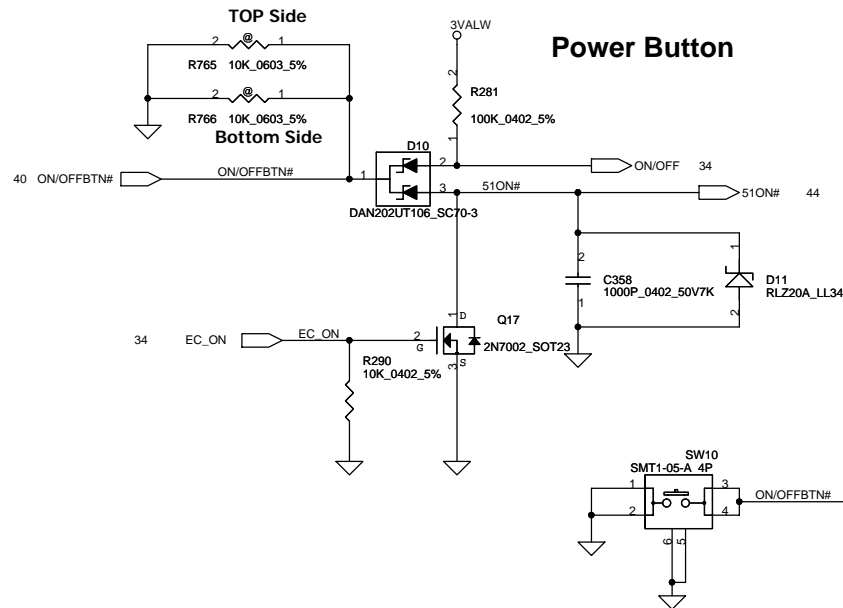 TOP Side
3VALW
Power Button
2 @ 1
R765 10K_0603_5%
2
R281
100K_0402_5%
1
2 @ 1
R766 10K_0603_5%
Bottom Side
D10
40 ON/OFFBTN# ON/OFFBTN# 1
2 ON/OFF 34
3 51ON# 51ON# 44
DAN202UT106_SC70-3
2
C358
1000P_0402_50V7K
1
1
D11
RLZ20A_LL34
2
34 EC_ON EC_ON 2
G
1 D
Q17
2N7002_SOT23
3 S
R290
10K_0402_5%
SW10
SMT1-05-A 4P
1 3
2 4
ON/OFFBTN#
6 5